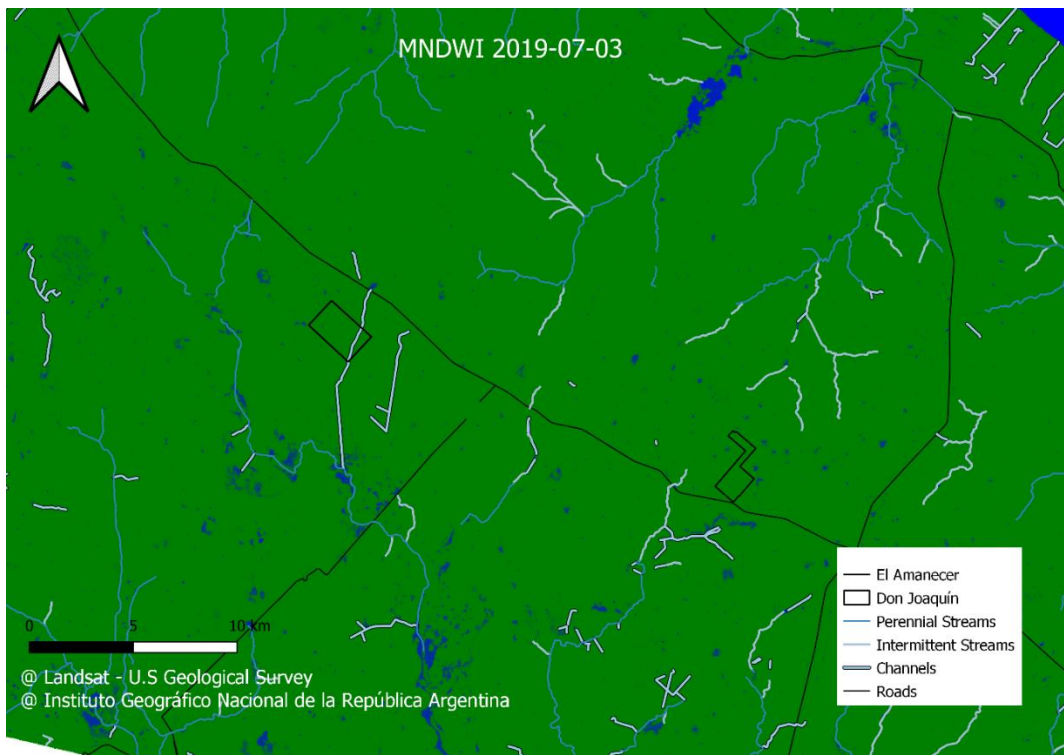 MNDWI 2019-07-03
El Amanecer
Don Joaquín
Perennial Streams
Intermittent Streams
Channels
Roads
0 5 10 km
@ Landsat - U.S Geological Survey
@ Instituto Geográfico Nacional de la República Argentina